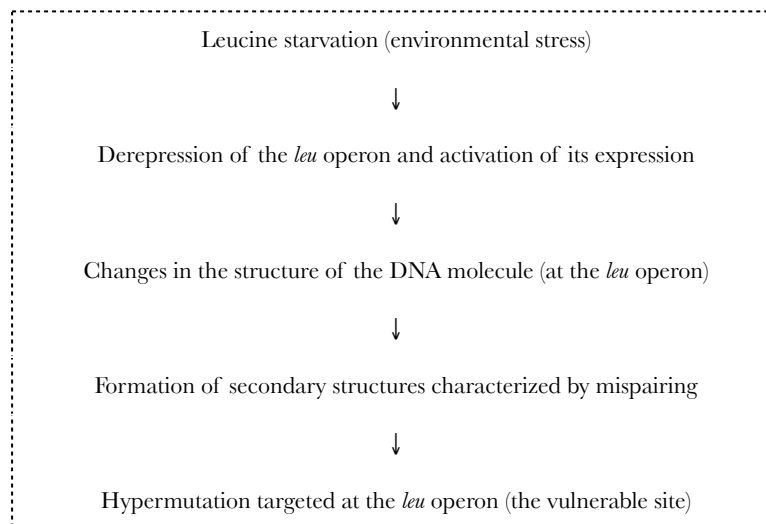 Leucine starvation (environmental stress)
↓
Derepression of the leu operon and activation of its expression
↓
Changes in the structure of the DNA molecule (at the leu operon)
↓
Formation of secondary structures characterized by mispairing
↓
Hypermutation targeted at the leu operon (the vulnerable site)